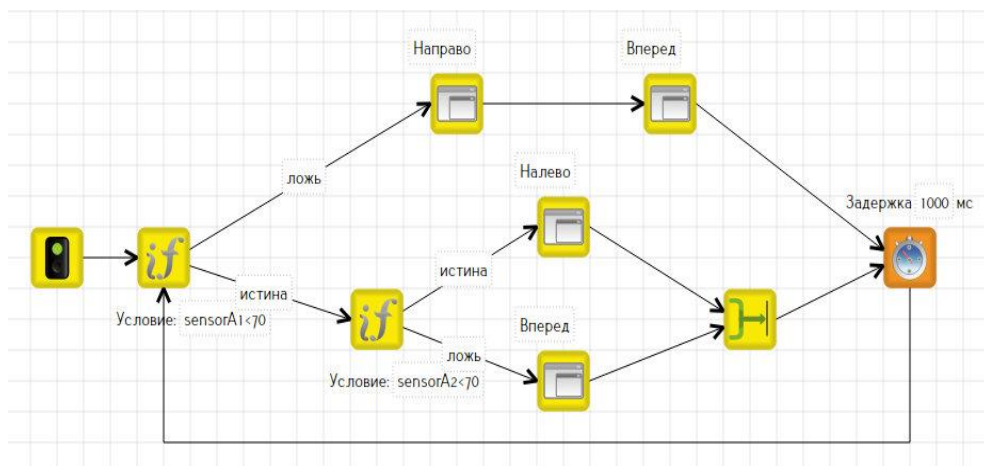 Направо
Вперед
ложь
Налево
Задержка 1000 мс
истина
истина
Условие: sensorA1<70
Вперед
ложь
Условие: sensorA2<70